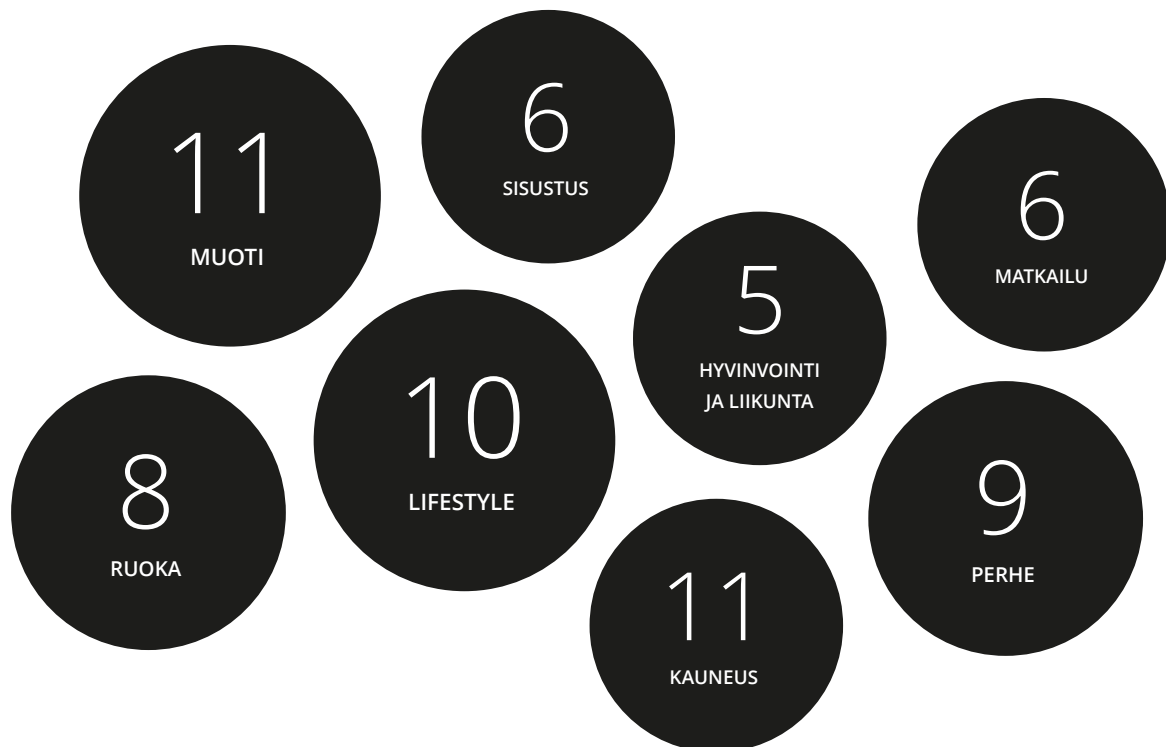 11
MUOTI
6
SISUSTUS
6
MATKAILU
5
HYVINVOINTI
JA LIIKUNTA
10
LIFESTYLE
8
RUOKA
9
PERHE
11
KAUNEUS